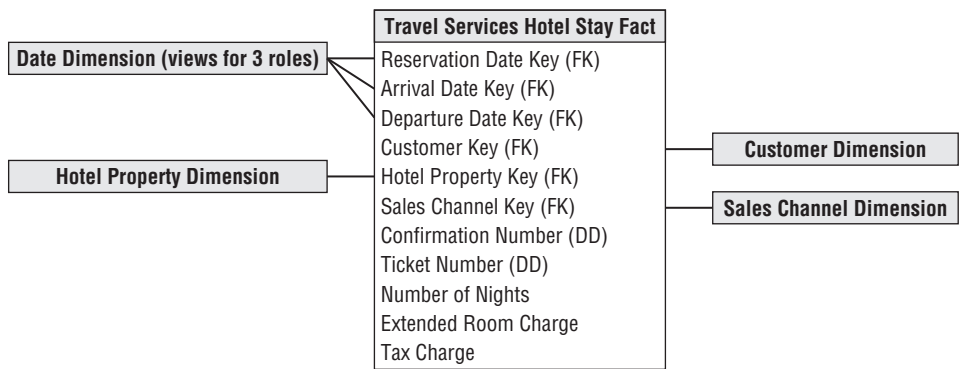 Travel Services Hotel Stay Fact
Date Dimension (views for 3 roles)
Reservation Date Key (FK)
Arrival Date Key (FK)
Departure Date Key (FK)
Customer Key (FK)
Customer Dimension
Hotel Property Dimension
Hotel Property Key (FK)
Sales Channel Key (FK)
Sales Channel Dimension
Confirmation Number (DD)
Ticket Number (DD)
Number of Nights
Extended Room Charge
Tax Charge